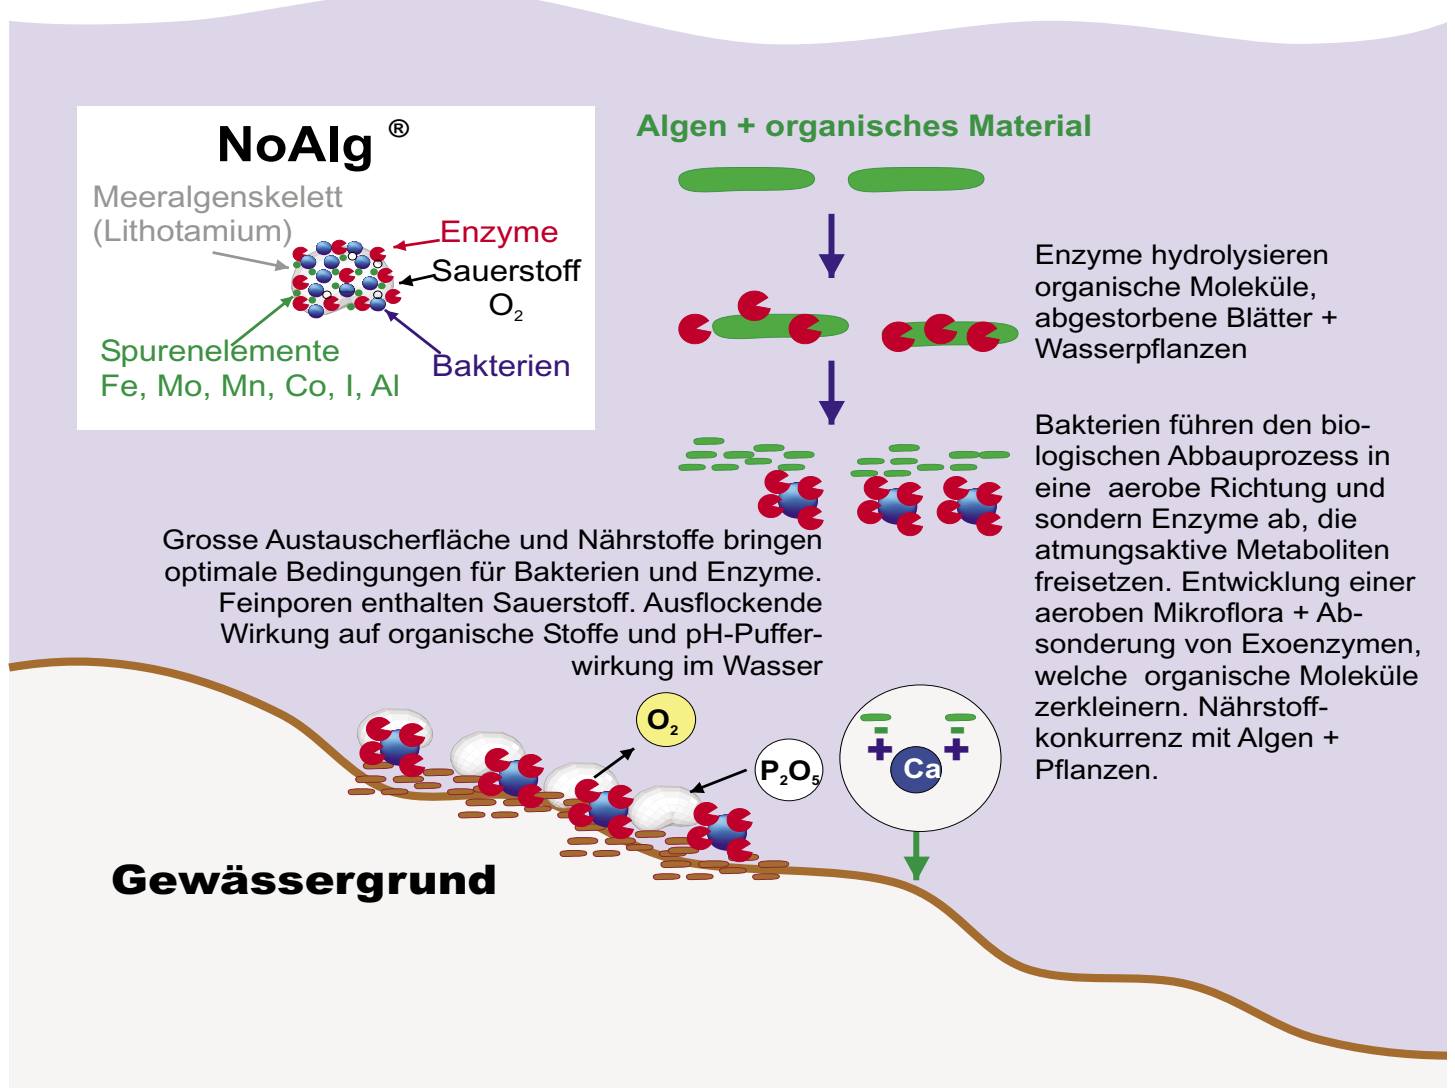 NoAlg ®
Meeralgenskelett
(Lithotamium)
Enzyme
Sauerstoff
O2
Spurenelemente
Fe, Mo, Mn, Co, I, Al
Bakterien
Algen + organisches Material
Enzyme hydrolysieren
organische Moleküle,
abgestorbene Blätter +
Wasserpflanzen
Bakterien führen den bio-
logischen Abbauprozess in
eine aerobe Richtung und
sondern Enzyme ab, die
atmungsaktive Metaboliten
freisetzen. Entwicklung einer
aeroben Mikroflora + Ab-
sonderung von Exoenzymen,
welche organische Moleküle
zerkleinern. Nährstoff-
konkurrenz mit Algen +
Pflanzen.
Grosse Austauscherfläche und Nährstoffe bringen
optimale Bedingungen für Bakterien und Enzyme.
Feinporen enthalten Sauerstoff. Ausflockende
Wirkung auf organische Stoffe und pH-Puffer-
wirkung im Wasser
O2
P2O5
- -
+ +
Ca
Gewässergrund